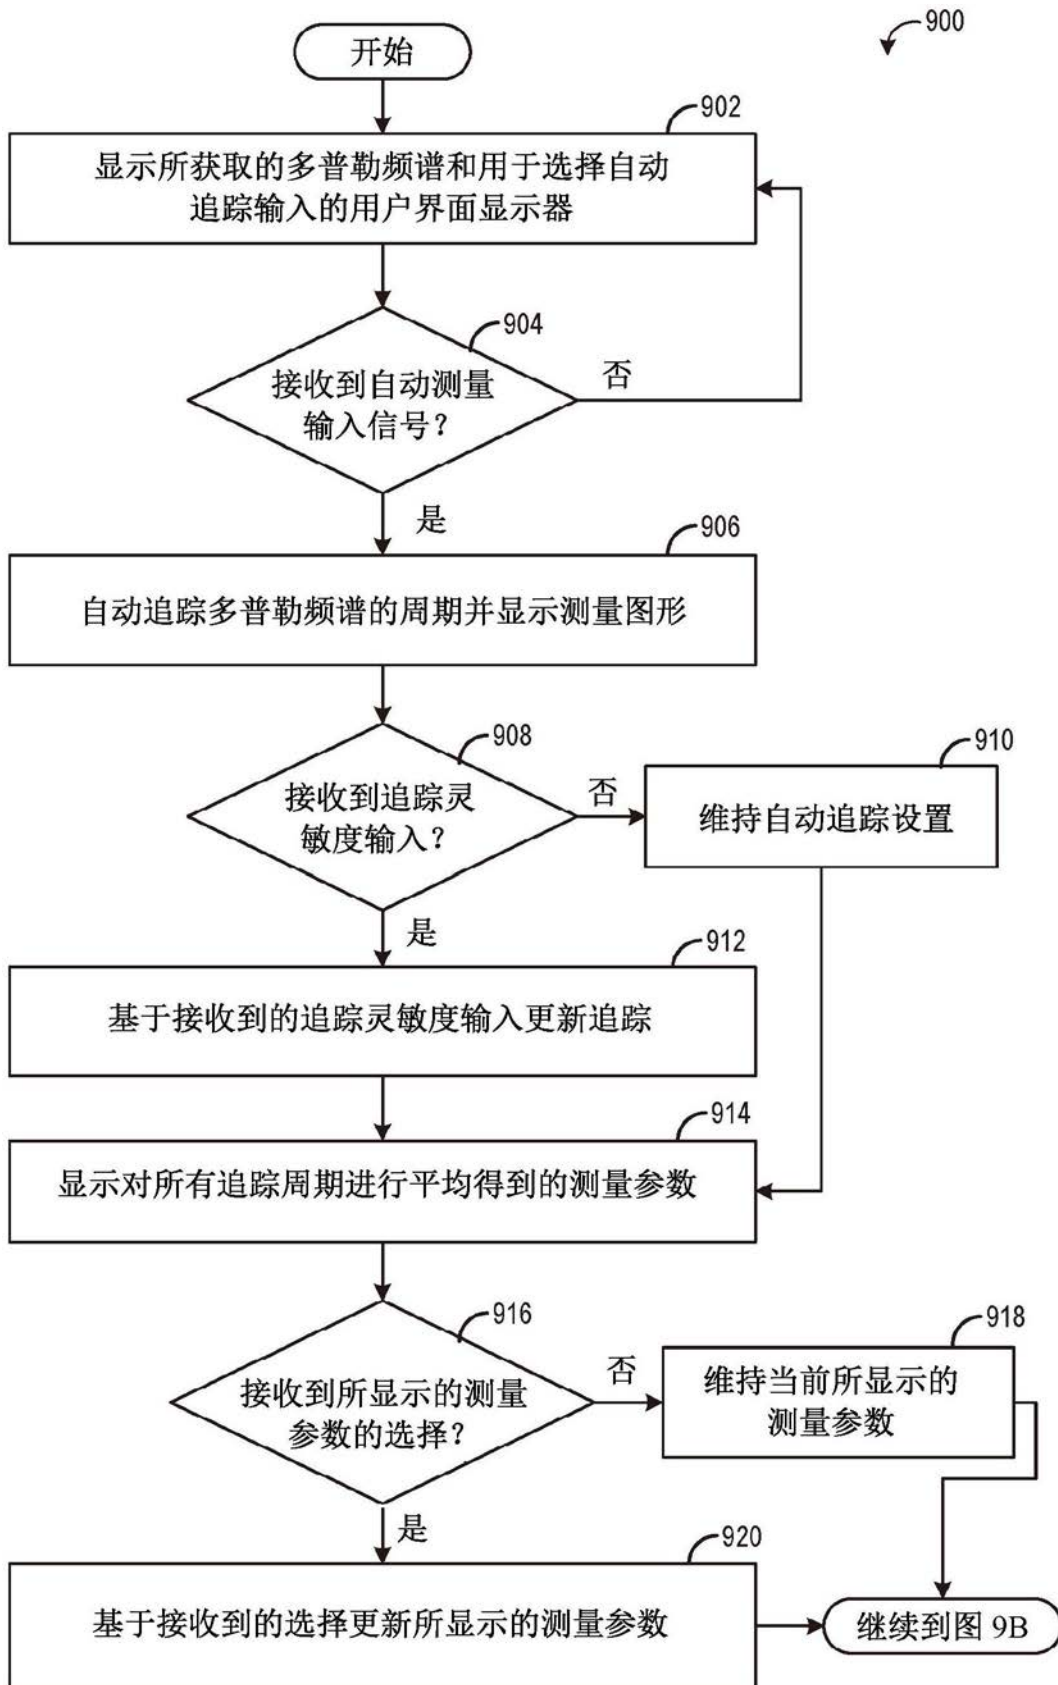 900
开始
902
显示所获取的多普勒频谱和用于选择自动
追踪输入的用户界面显示器
904
接收到自动测量
输入信号？
否
是
906
自动追踪多普勒频谱的周期并显示测量图形
908
接收到追踪灵
敏度输入？
否
910
维持自动追踪设置
是
912
基于接收到的追踪灵敏度输入更新追踪
914
显示对所有追踪周期进行平均得到的测量参数
916
接收到所显示的测量
参数的选择？
否
918
维持当前所显示的
测量参数
是
920
基于接收到的选择更新所显示的测量参数
继续到图 9B